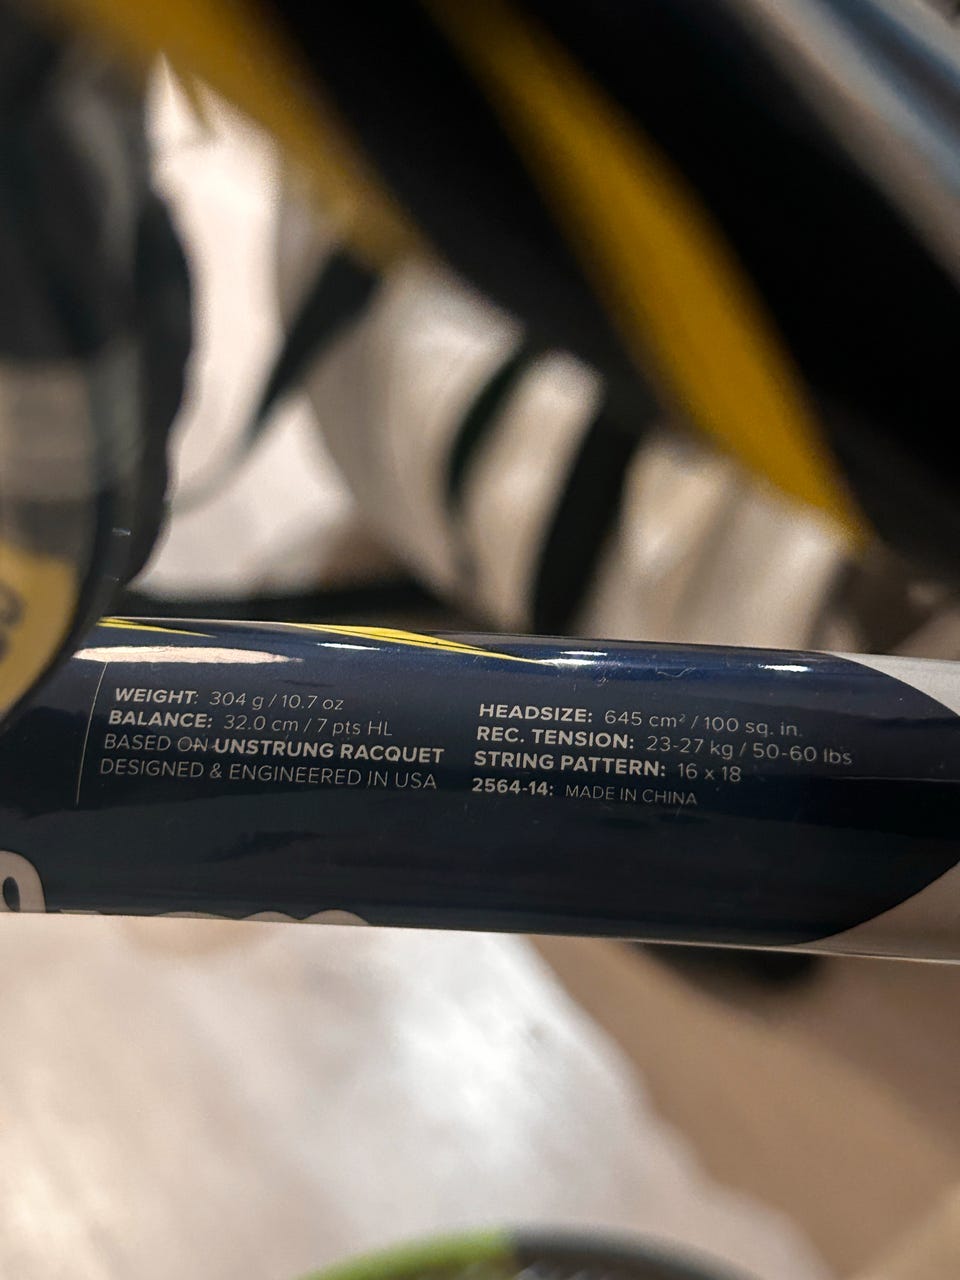 WEIGHT: 304 g / 10.7 oz
BALANCE: 32.0 cm / 7 pts HL
BASED ON UNSTRUNG RACQUET
DESIGNED & ENGINEERED IN USA
HEADSIZE: 645 cm² / 100 sq. in.
REC. TENSION: 23-27 kg / 50-60 lbs
STRING PATTERN: 16 x 18
2564-14: MADE IN CHINA